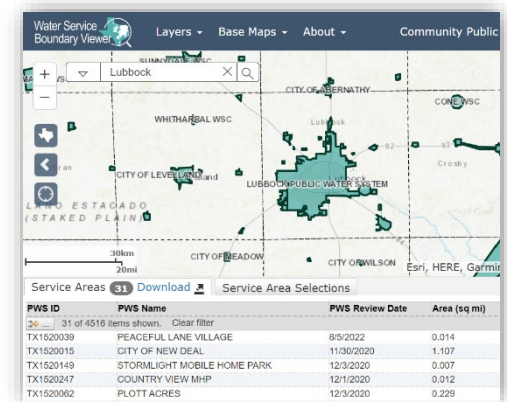 Water Service
Boundary Viewer
Layers Base Maps About Community Public
Lubbock
CITY OF ABERNATHY
CONE WSC
WHITHARRAL WSC
Lubbock
62
82
Crosby
CITY OF LEVELLAND
LUBBOCK PUBLIC WATER SYSTEM
LLANO ESTACADO
(STAKED PLAIN)
84
30km
20mi
CITY OF MEADOW
CITY OF WILSON
Esri, HERE, Garmin
Service Areas 31 Download Service Area Selections
PWS ID PWS Name PWS Review Date Area (sq mi)
... 31 of 4516 items shown. Clear filter
TX1520039 PEACEFUL LANE VILLAGE 8/5/2022 0.014
TX1520015 CITY OF NEW DEAL 11/30/2020 1.107
TX1520149 STORMLIGHT MOBILE HOME PARK 12/3/2020 0.007
TX1520247 COUNTRY VIEW MHP 12/1/2020 0.012
TX1520062 PLOTT ACRES 12/3/2020 0.229